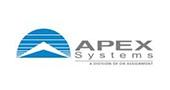 APEX
Systems
A DIVISION OF ON ASSIGNMENT